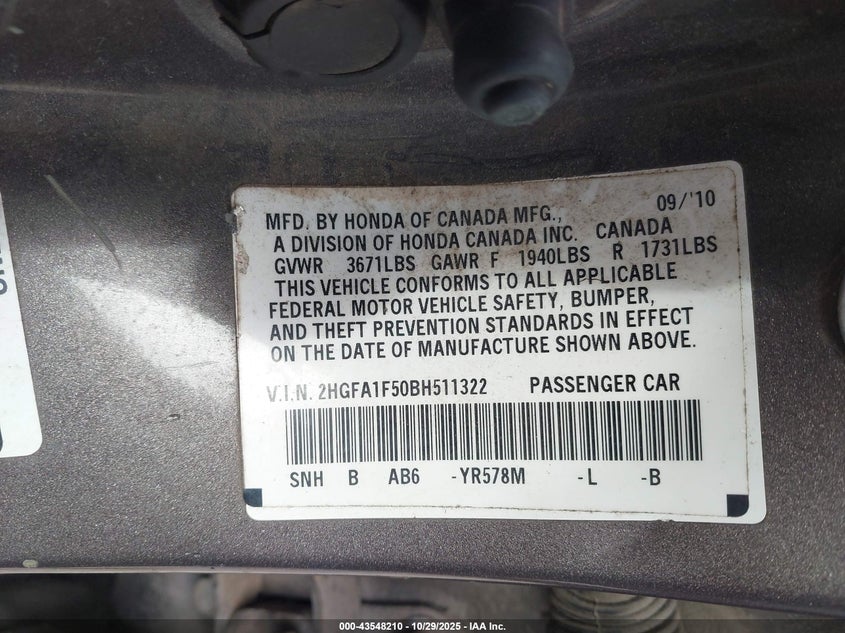 09/'10
MFD. BY HONDA OF CANADA MFG.,
A DIVISION OF HONDA CANADA INC. CANADA
GVWR 3671LBS GAWR F 1940LBS R 1731LBS
THIS VEHICLE CONFORMS TO ALL APPLICABLE
FEDERAL MOTOR VEHICLE SAFETY, BUMPER,
AND THEFT PREVENTION STANDARDS IN EFFECT
ON THE DATE OF MANUFACTURE SHOWN ABOVE.
V.I.N. 2HGFA1F50BH511322 PASSENGER CAR
SNH B AB6 -YR578M -L -B
000-43548210 - 10/29/2025 - IAA Inc.